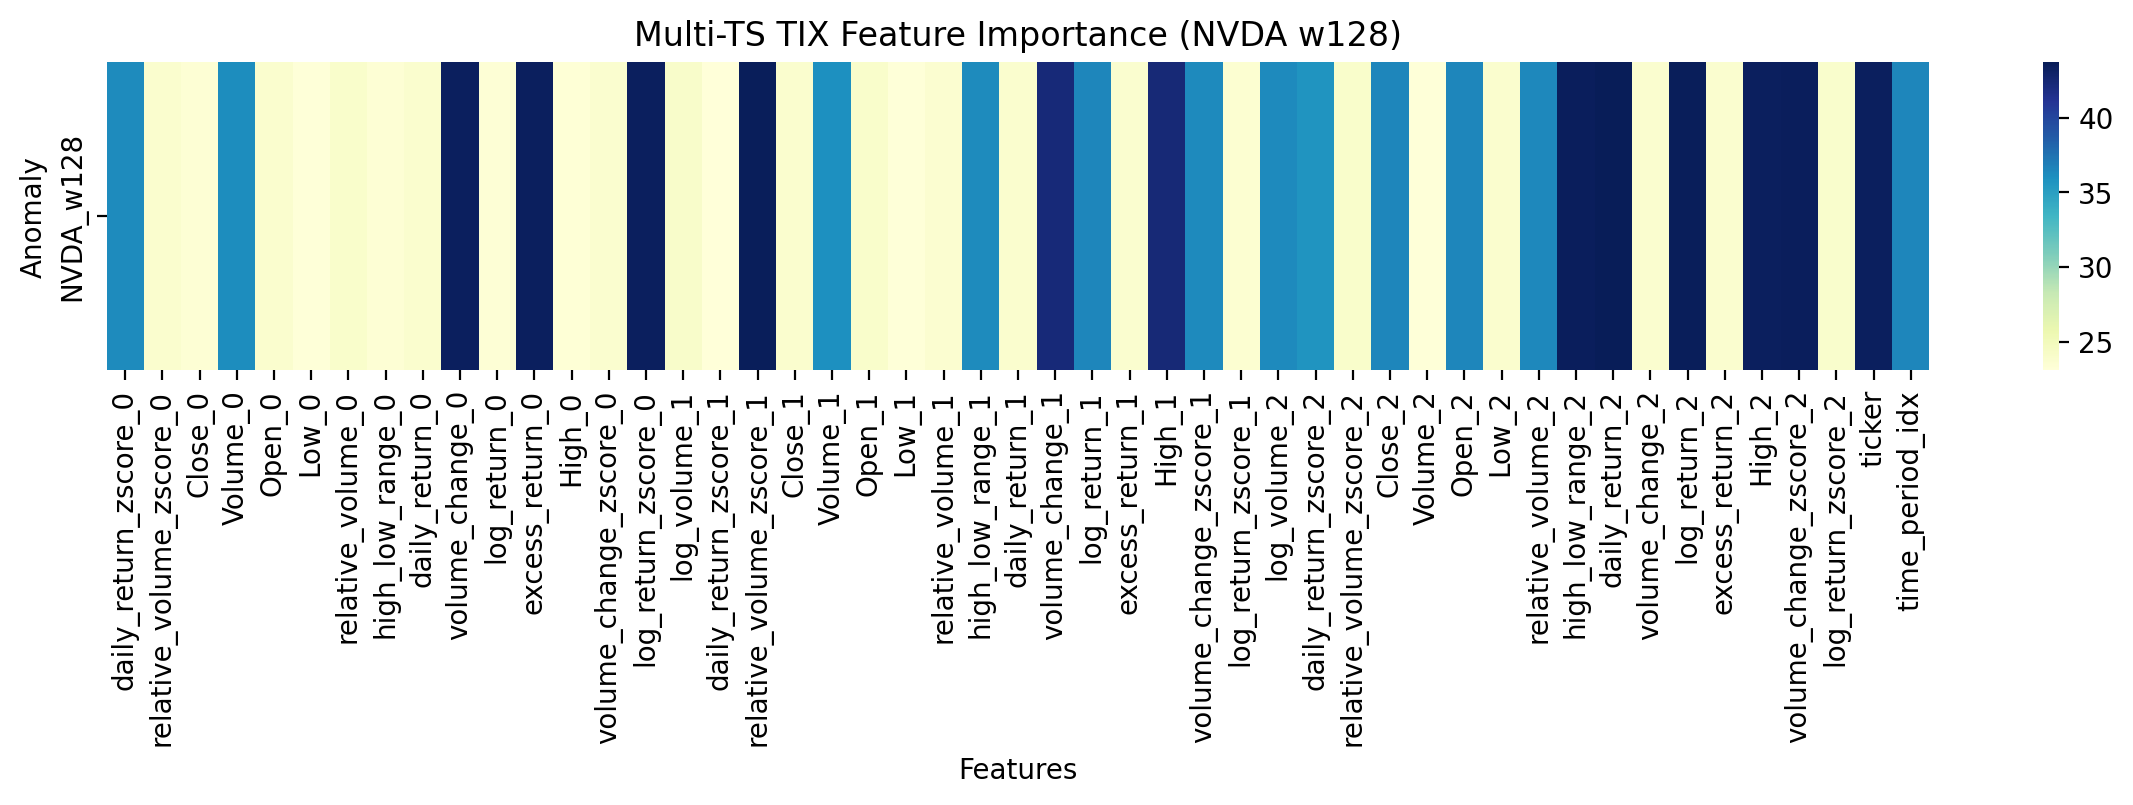 Multi-TS TIX Feature Importance (NVDA w128)
Anomaly
NVDA_w128
40
35
30
25
daily_return_zscore_0
relative_volume_zscore_0
Close_0
Volume_0
Open_0
Low_0
relative_volume_0
high_low_range_0
daily_return_0
volume_change_0
log_return_0
excess_return_0
High_0
volume_change_zscore_0
log_return_zscore_0
log_volume_1
daily_return_zscore_1
relative_volume_zscore_1
Close_1
Volume_1
Open_1
Low_1
relative_volume_1
high_low_range_1
daily_return_1
volume_change_1
log_return_1
excess_return_1
High_1
volume_change_zscore_1
log_return_zscore_1
log_volume_2
daily_return_zscore_2
relative_volume_zscore_2
Close_2
Volume_2
Open_2
Low_2
relative_volume_2
high_low_range_2
daily_return_2
volume_change_2
log_return_2
excess_return_2
High_2
volume_change_zscore_2
log_return_zscore_2
ticker
time_period_idx
Features